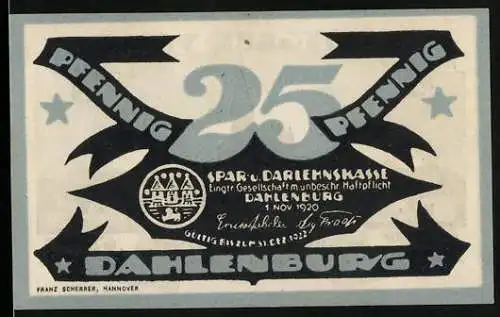 PFENNIG 25 PFENNIG
SPAR- u. DARLEHNSKASSE
Eingtr. Gesellschaft m. unbeschr. Haftpflicht
DAHLENBURG
1. NOV. 1920
GÜLTIG BIS ZUM 31. DEZ. 1922
DAHLENBURG
FRANZ SCHERRER, HANNOVER